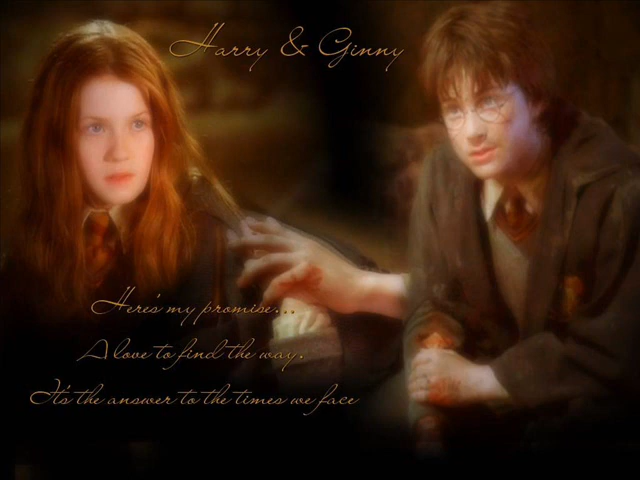 Harry & Ginny
Here's my promise...
A love to find the way.
It's the answer to the times we face